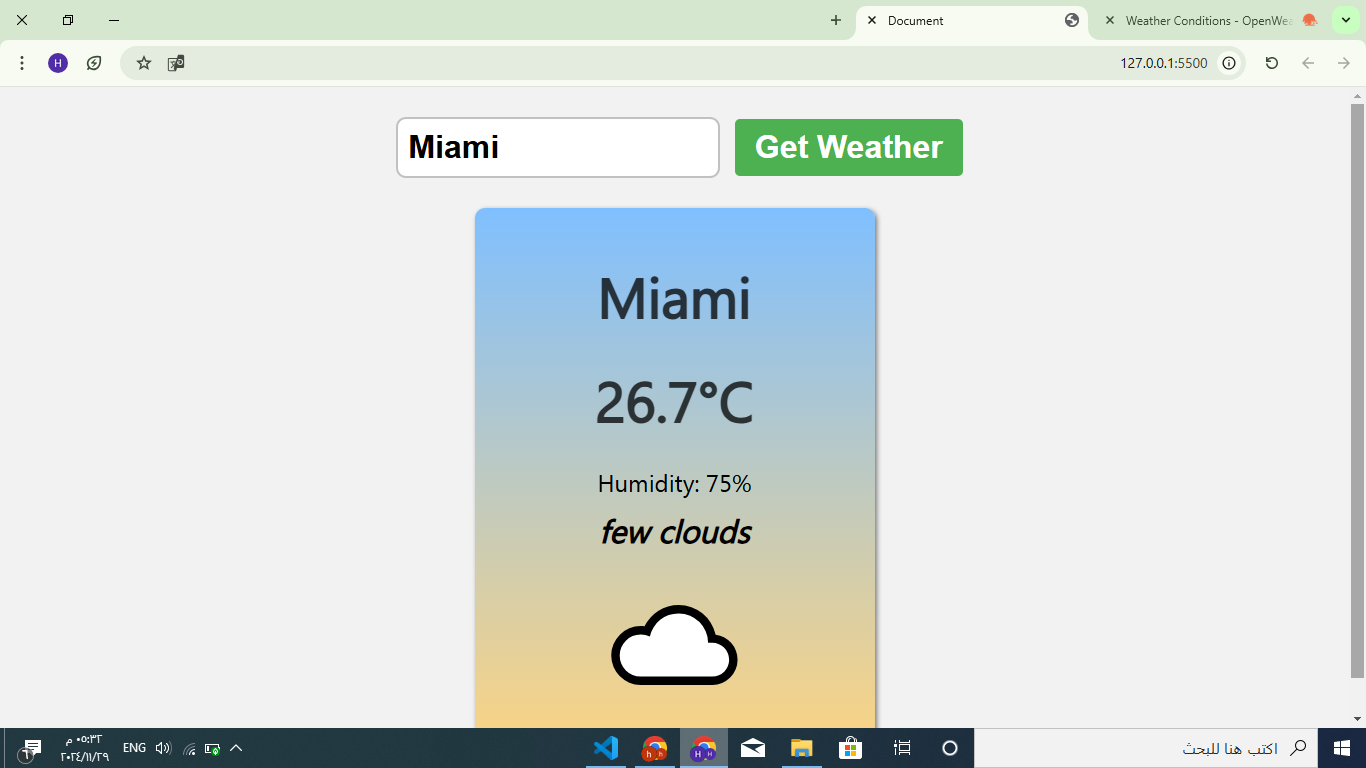 Document
Weather Conditions - OpenWea
H
127.0.0.1:5500
Miami
Get Weather
Miami
26.7°C
Humidity: 75%
few clouds
٠٥:٣٢ م
٢٠٢٤/١١/٢٩
ENG
اكتب هنا للبحث